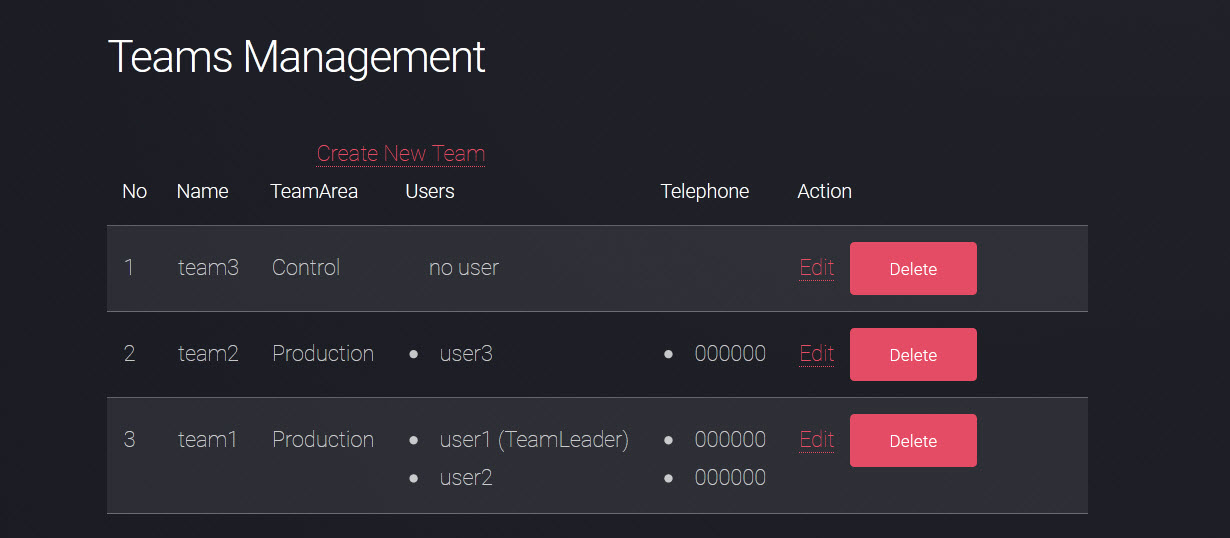 Teams Management
Create New Team
No Name TeamArea Users Telephone Action
1 team3 Control no user Edit Delete
2 team2 Production • user3 • 000000 Edit Delete
3 team1 Production • user1 (TeamLeader) • 000000 Edit Delete
• user2 • 000000